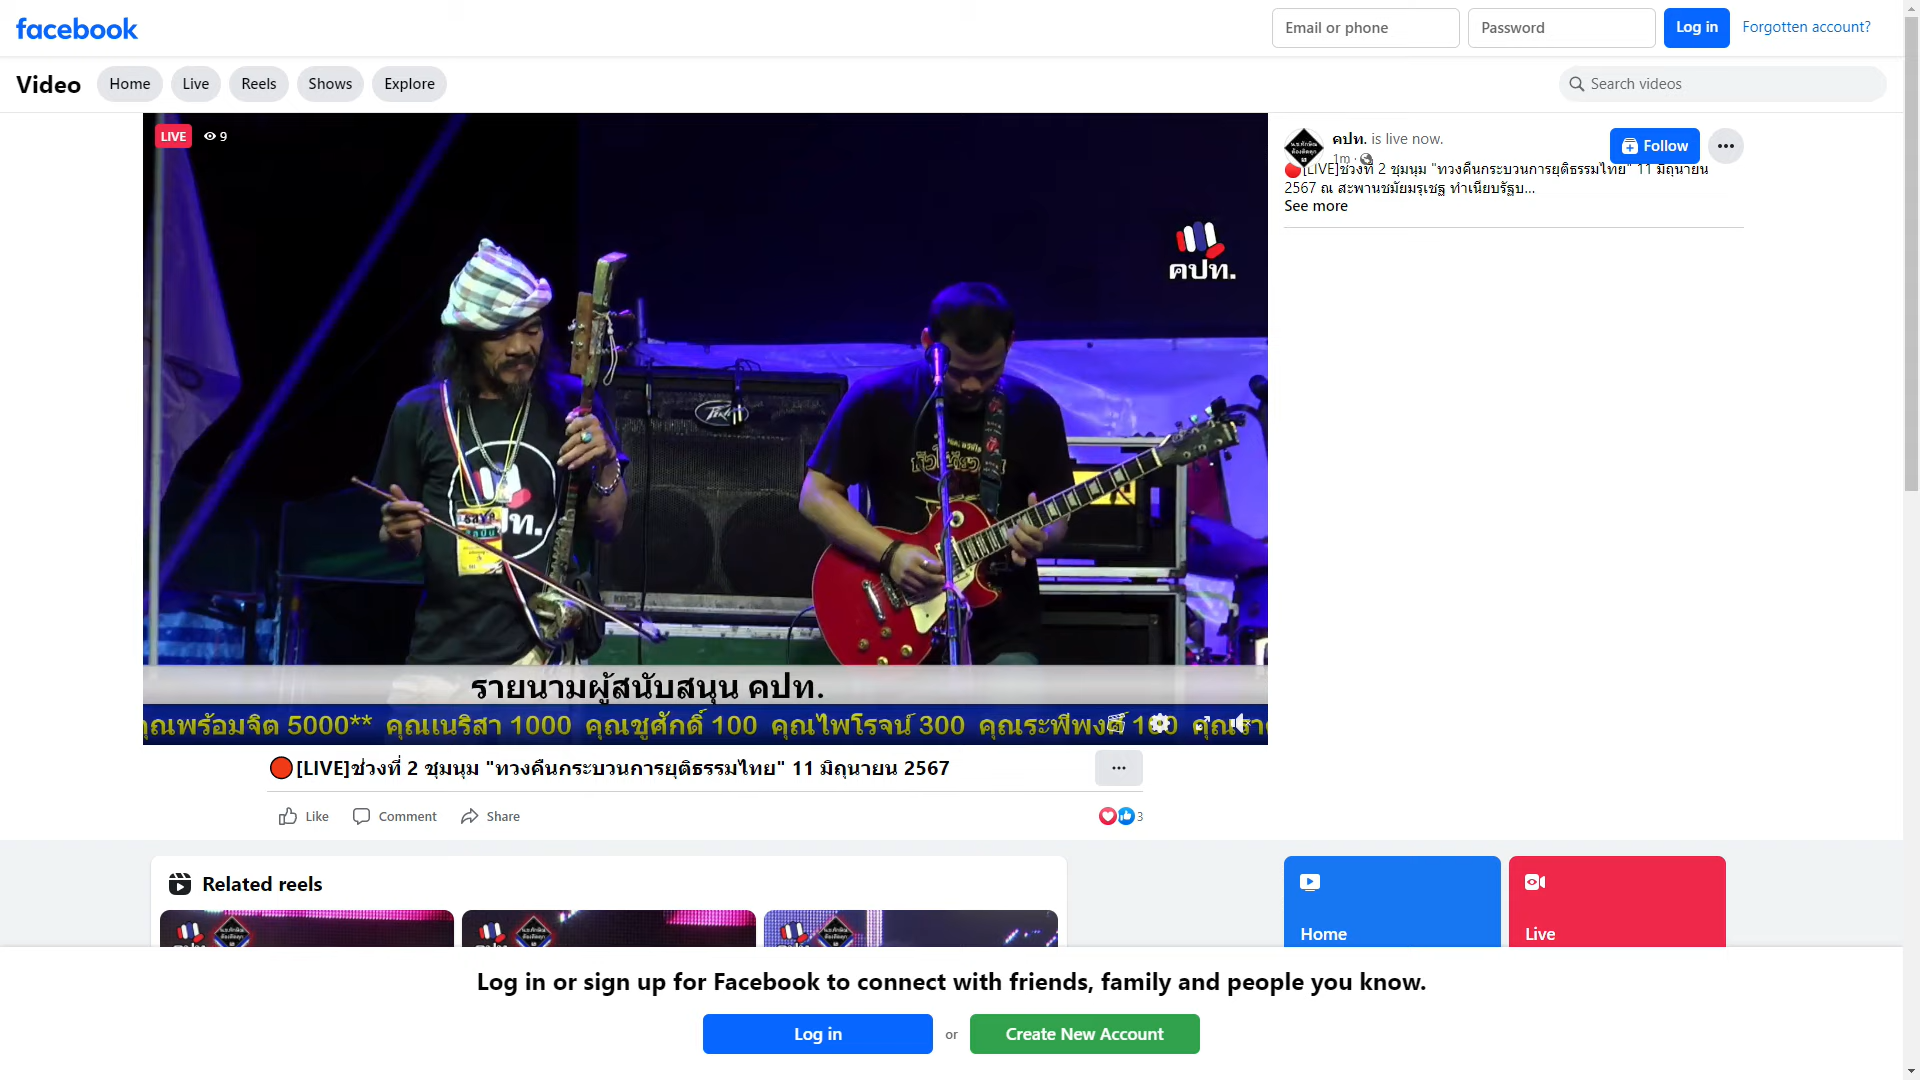 facebook
Email or phone
Password
Log in
Forgotten account?
Video
Home
Live
Reels
Shows
Explore
Search videos
LIVE
9
คปท.
Peavey
คปท. is live now.
1m ·
Follow
🔴[LIVE]ช่วงที่ 2 ชุมนุม "ทวงคืนกระบวนการยุติธรรมไทย" 11 มิถุนายน
2567 ณ สะพานชมัยมรุเชฐ ทำเนียบรัฐบ...
See more
รายนามผู้สนับสนุน คปท.
คุณพร้อมจิต 5000** คุณเนริสา 1000 คุณชูศักดิ์ 100 คุณไพโรจน์ 300 คุณระพีพงศ์ 100
🔴[LIVE]ช่วงที่ 2 ชุมนุม "ทวงคืนกระบวนการยุติธรรมไทย" 11 มิถุนายน 2567
Like
Comment
Share
3
Related reels
Home
Live
Log in or sign up for Facebook to connect with friends, family and people you know.
Log in
or
Create New Account